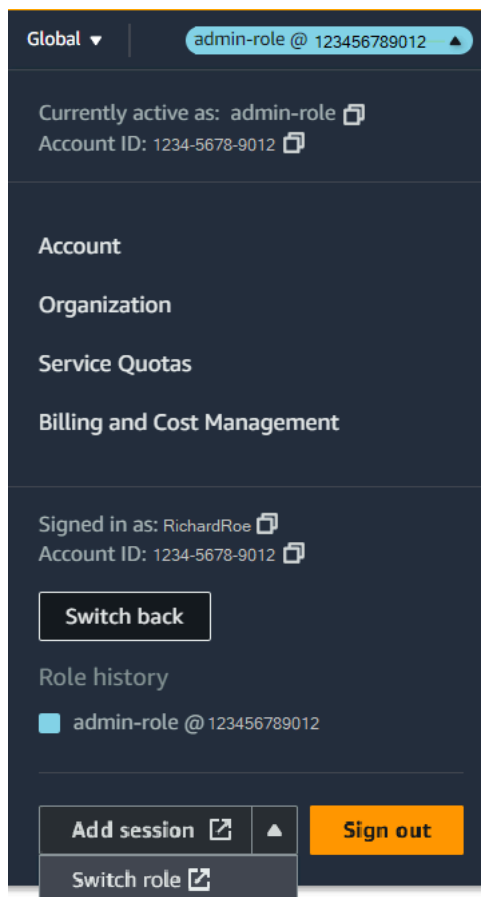 Global admin-role @ 123456789012
Currently active as: admin-role
Account ID: 1234-5678-9012
Account
Organization
Service Quotas
Billing and Cost Management
Signed in as: RichardRoe
Account ID: 1234-5678-9012
Switch back
Role history
admin-role @ 123456789012
Add session Sign out
Switch role